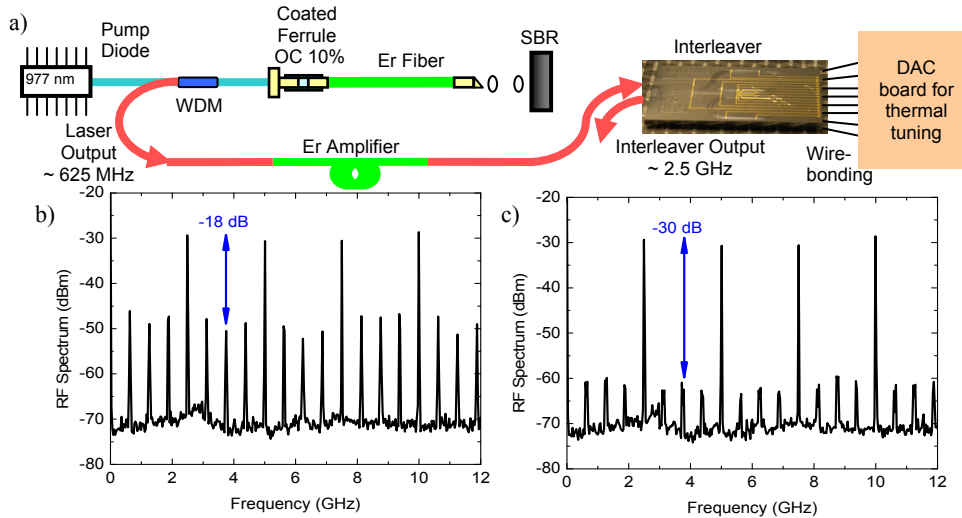 a)
Pump
Diode
977 nm
WDM
Coated
Ferrule
OC 10%
Er Fiber
SBR
Interleaver
DAC
board for
thermal
tuning
Laser
Output
~ 625 MHz
Er Amplifier
Interleaver Output
~ 2.5 GHz
Wire-
bonding
b)
-18 dB
RF Spectrum (dBm)
-20
-30
-40
-50
-60
-70
-80
0 2 4 6 8 10 12
Frequency (GHz)
c)
-30 dB
RF Spectrum (dBm)
-20
-30
-40
-50
-60
-70
-80
0 2 4 6 8 10 12
Frequency (GHz)